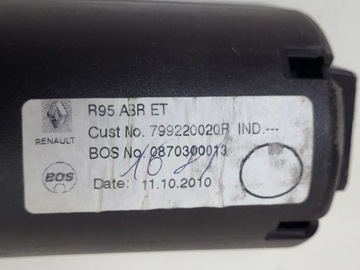 R95 ABR ET
RENAULT
Cust No. 799220020R IND.---
BOS No. 0870300013
BOS
Date: 11.10.2010